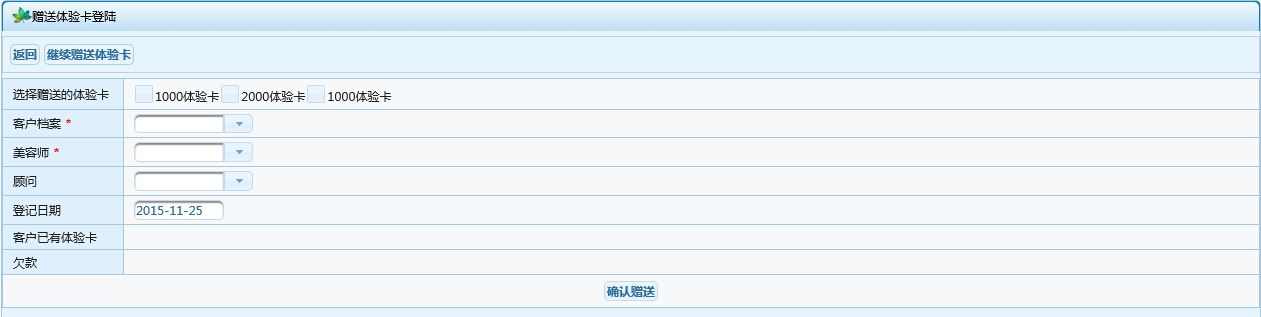 赠送体验卡登陆
返回 继续赠送体验卡
选择赠送的体验卡 1000体验卡 2000体验卡 1000体验卡
客户档案 *
美容师 *
顾问
登记日期 2015-11-25
客户已有体验卡
欠款
确认赠送